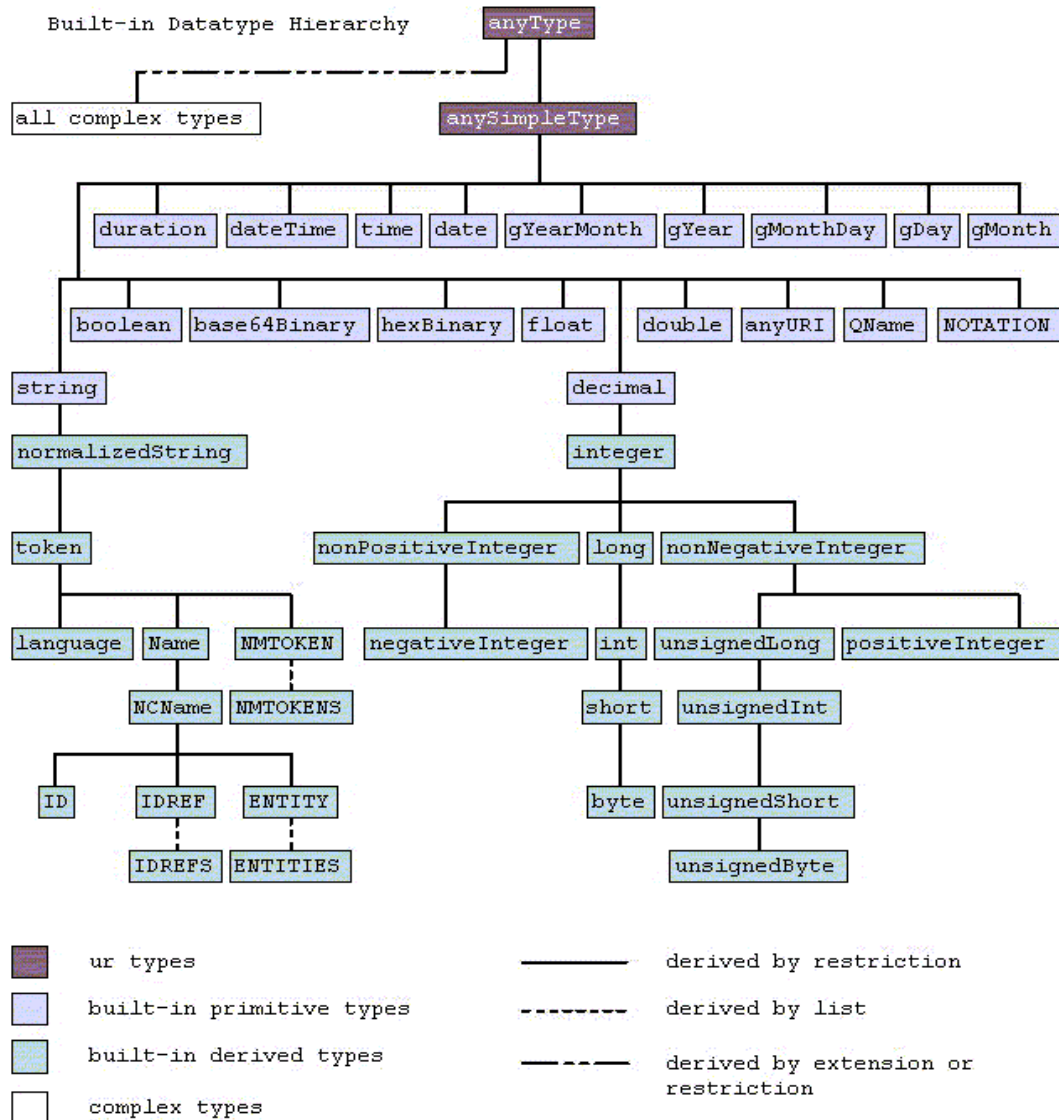 Built-in Datatype Hierarchy
anyType
all complex types
anySimpleType
duration
dateTime
time
date
gYearMonth
gYear
gMonthDay
gDay
gMonth
boolean
base64Binary
hexBinary
float
double
anyURI
QName
NOTATION
string
decimal
normalizedString
integer
token
nonPositiveInteger
long
nonNegativeInteger
language
Name
NMTOKEN
negativeInteger
int
unsignedLong
positiveInteger
NCName
NMTOKENS
short
unsignedInt
ID
IDREF
ENTITY
byte
unsignedShort
IDREFS
ENTITIES
unsignedByte
ur types
derived by restriction
built-in primitive types
derived by list
built-in derived types
derived by extension or
restriction
complex types